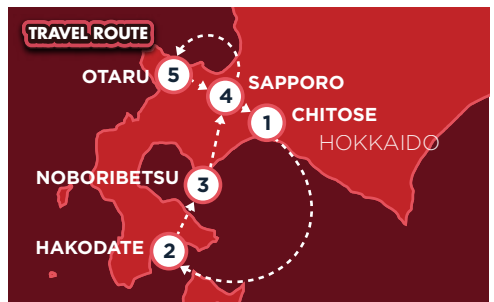 TRAVEL ROUTE
OTARU 5
4 SAPPORO
1 CHITOSE
HOKKAIDO
NOBORIBETSU 3
HAKODATE 2